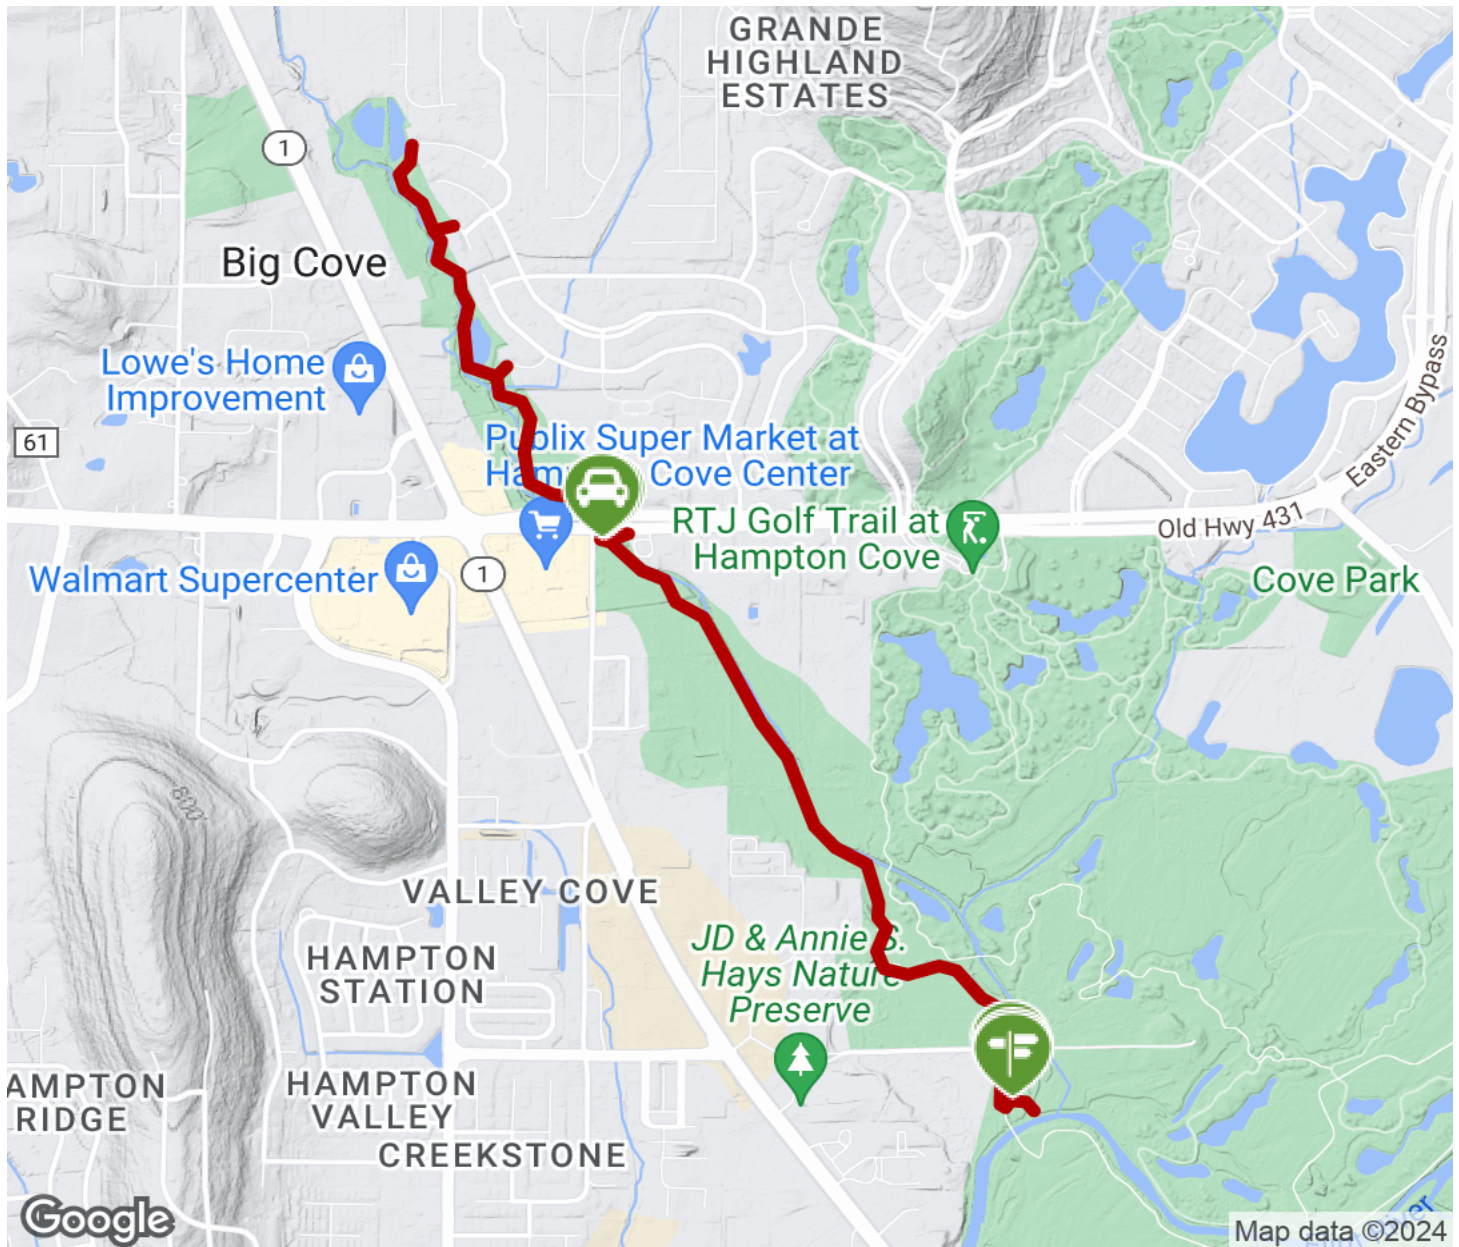 GRANDE
HIGHLAND
ESTATES
1
Big Cove
Lowe's Home
Improvement
61
Publix Super Market at
Cove Center
Eastern Bypass
Old Hwy 431
RTJ Golf Trail at
Hampton Cove
Walmart Supercenter
1
Cove Park
800
VALLEY COVE
JD & Annie S.
Hays Nature
Preserve
HAMPTON
STATION
AMPTON
RIDGE
HAMPTON
VALLEY
CREEKSTONE
Google
Map data ©2024